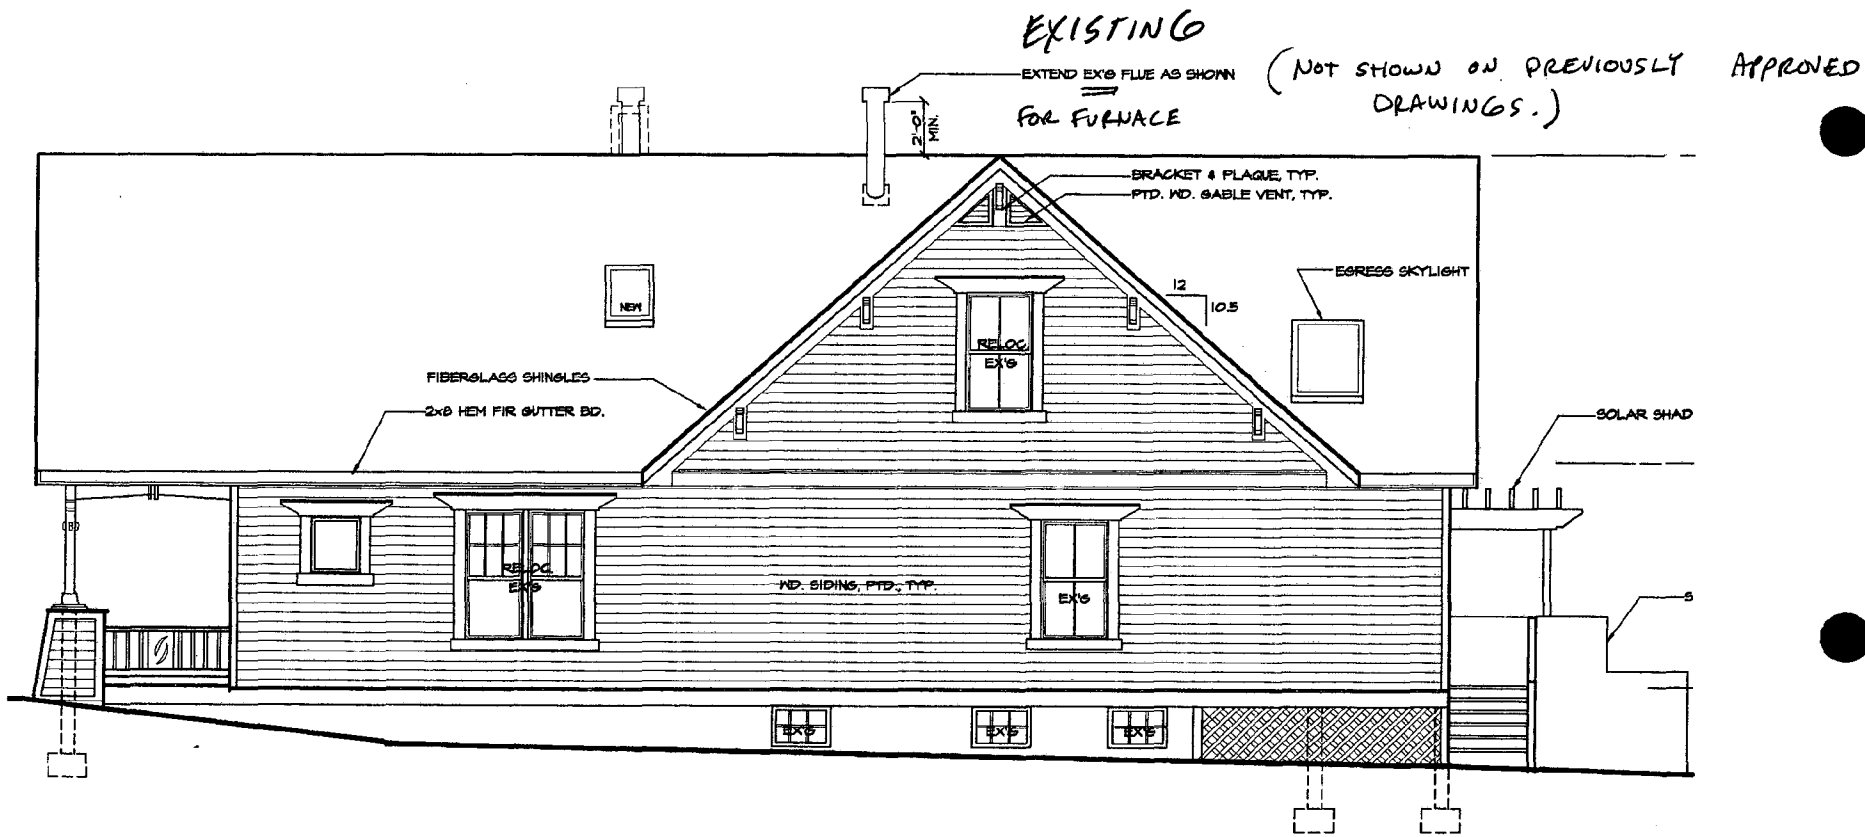 EXISTING
EXTEND EX'G FLUE AS SHOWN
(NOT SHOWN ON PREVIOUSLY APPROVED
DRAWINGS.)
FOR FURNACE
2'-0"
MIN.
BRACKET & PLAQUE, TYP.
PTD. WD. GABLE VENT, TYP.
EGRESS SKYLIGHT
12
10.5
NEW
RELOC.
EX'G
FIBERGLASS SHINGLES
2x8 HEM FIR GUTTER BD.
SOLAR SHAD
RELOC.
EX'G
WD. SIDING, PTD., TYP.
EX'G
S
EX'G
EX'G
EX'G